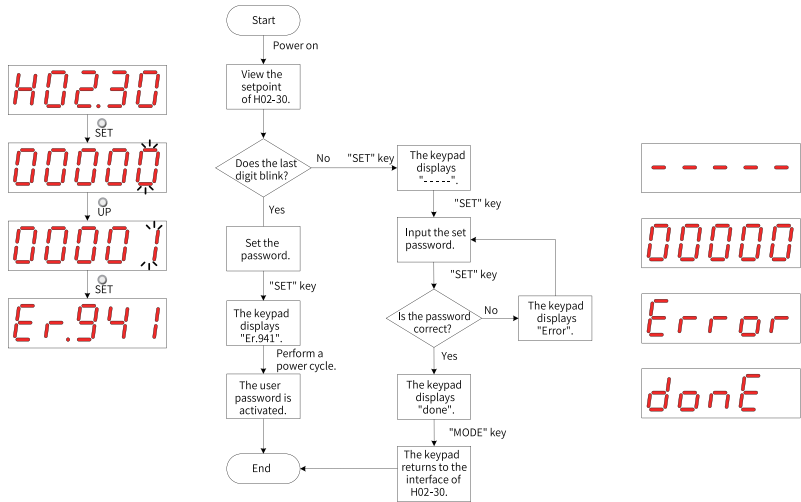 H02.30
SET
00000
UP
00001
SET
Er.941
Start
Power on
View the
setpoint
of H02-30.
Does the last
digit blink?
No
"SET" key
Yes
Set the
password.
"SET" key
The keypad
displays
"Er.941".
Perform a
power cycle.
The user
password is
activated.
End
The keypad
displays
"-----".
"SET" key
Input the set
password.
"SET" key
Is the password
correct?
No
The keypad
displays
"Error".
Yes
The keypad
displays
"done".
"MODE" key
The keypad
returns to the
interface of
H02-30.
-----
00000
Error
donE